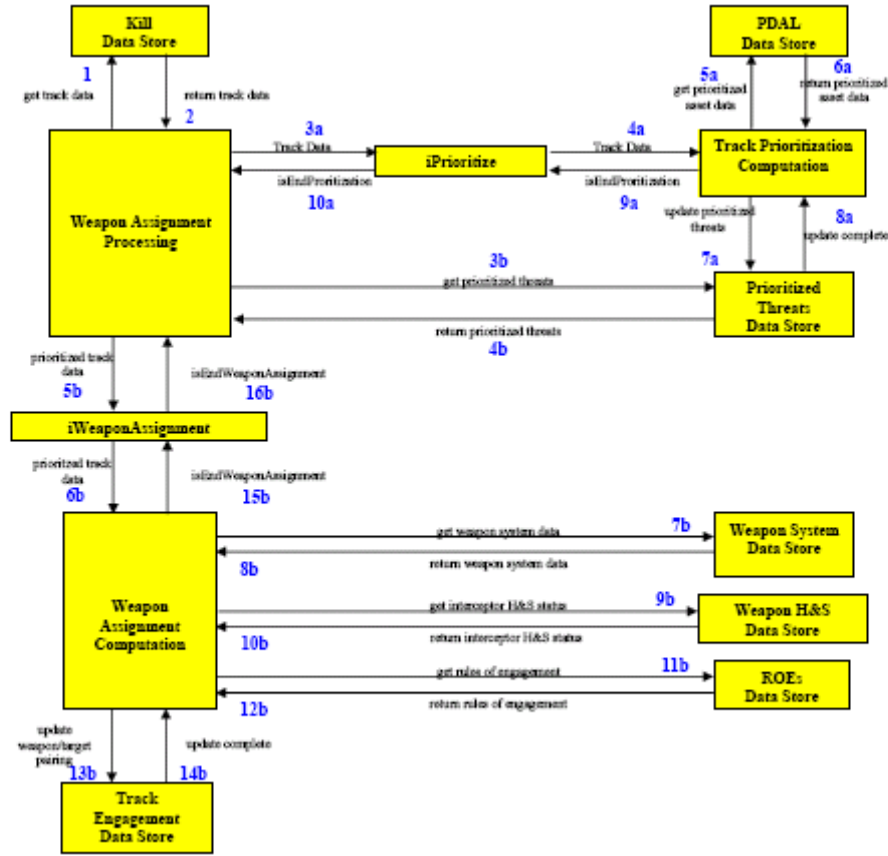 Kill
Data Store
PDAL
Data Store
1
get track data
return track data
2
5a
get prioritized
asset data
6a
return prioritized
asset data
3a
Track Data
iPrioritize
4a
Track Data
Track Prioritization
Computation
isEndProritization
10a
isEndProritization
9a
Weapon Assignment
Processing
update prioritized
threats
7a
8a
update complete
3b
get prioritized threats
Prioritized
Threats
Data Store
return prioritized threats
4b
prioritized track
data
5b
isEndWeaponAssignment
16b
iWeaponAssignment
prioritzed track
data
6b
isEndWeaponAssignment
15b
get weapon system data
7b
Weapon System
Data Store
8b
return weapon system data
Weapon
Assignment
Computation
get interceptor H&S status
9b
Weapon H&S
Data Store
10b
return interceptor H&S status
get rules of engagement
11b
ROEs
Data Store
12b
return rules of engagement
update
weapon/target
pairing
13b
update complete
14b
Track
Engagement
Data Store